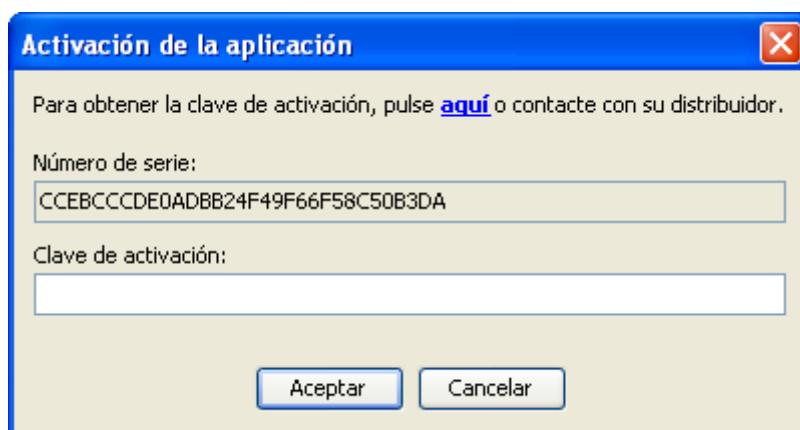 Activación de la aplicación
Para obtener la clave de activación, pulse aquí o contacte con su distribuidor.
Número de serie:
CCEBCCCDE0ADBB24F49F66F58C50B3DA
Clave de activación:
Aceptar Cancelar